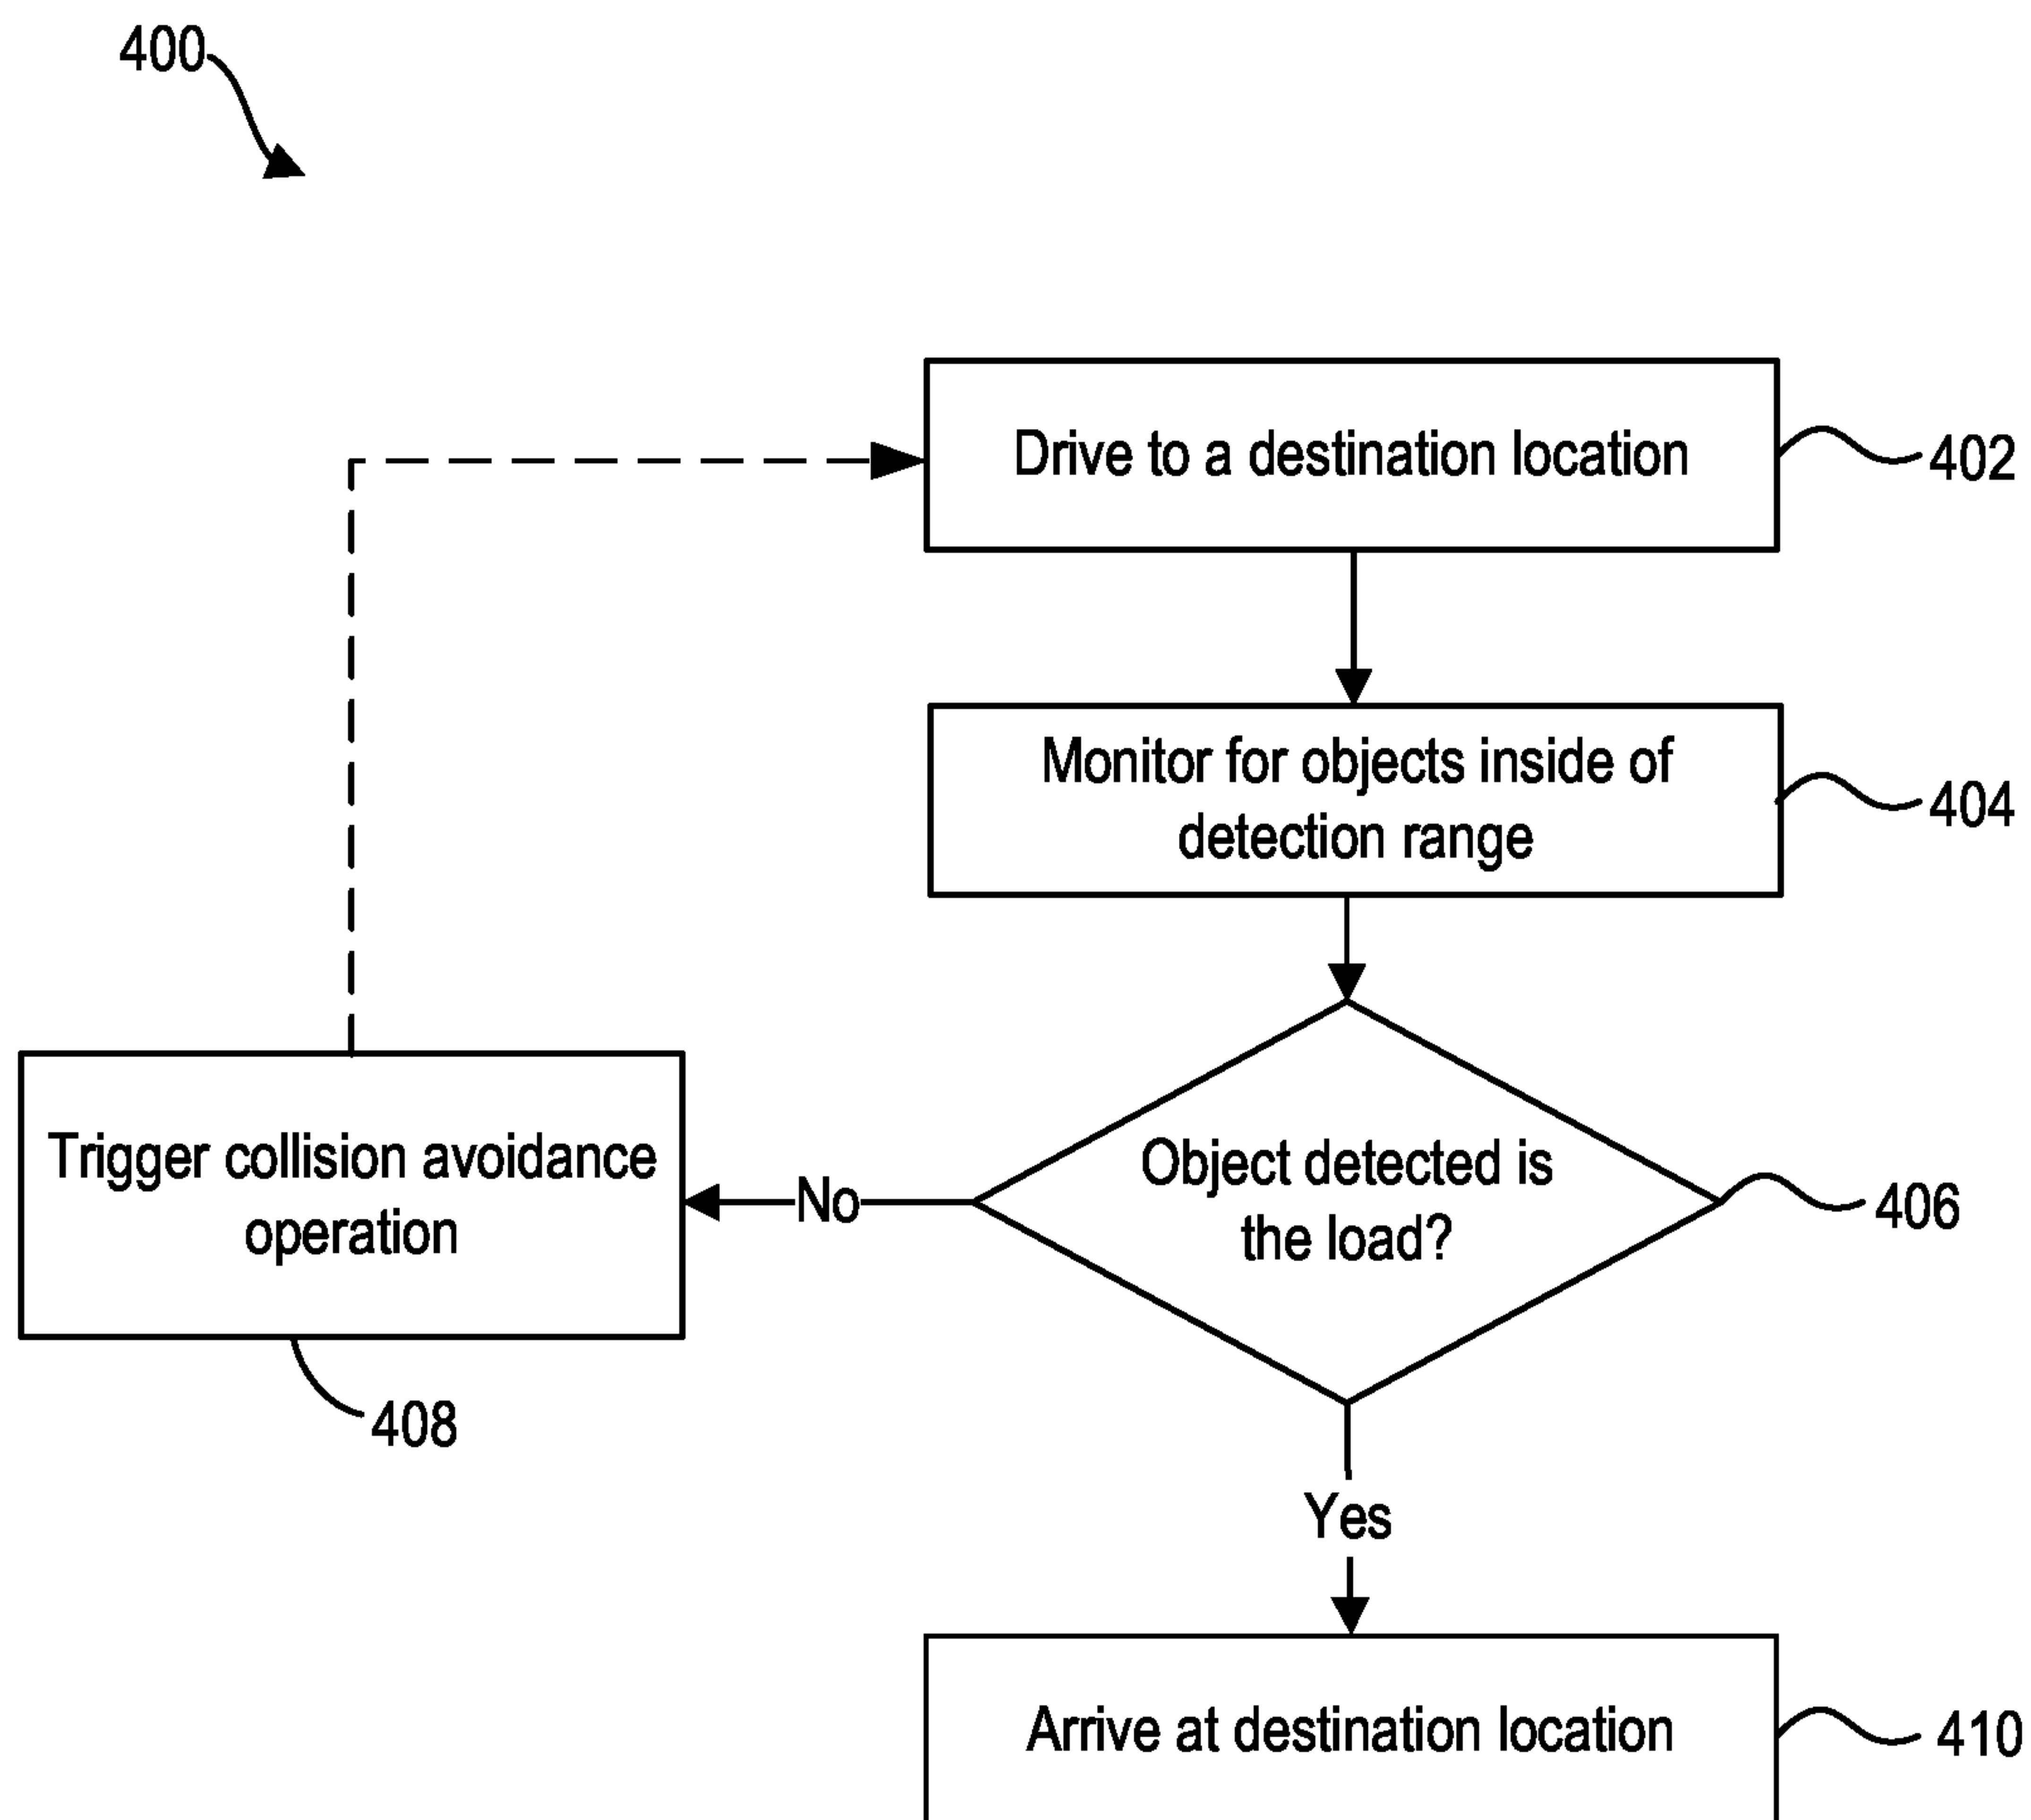 400
Drive to a destination location
402
Monitor for objects inside of
detection range
404
Object detected is
the load?
406
No
Trigger collision avoidance
operation
408
Yes
Arrive at destination location
410